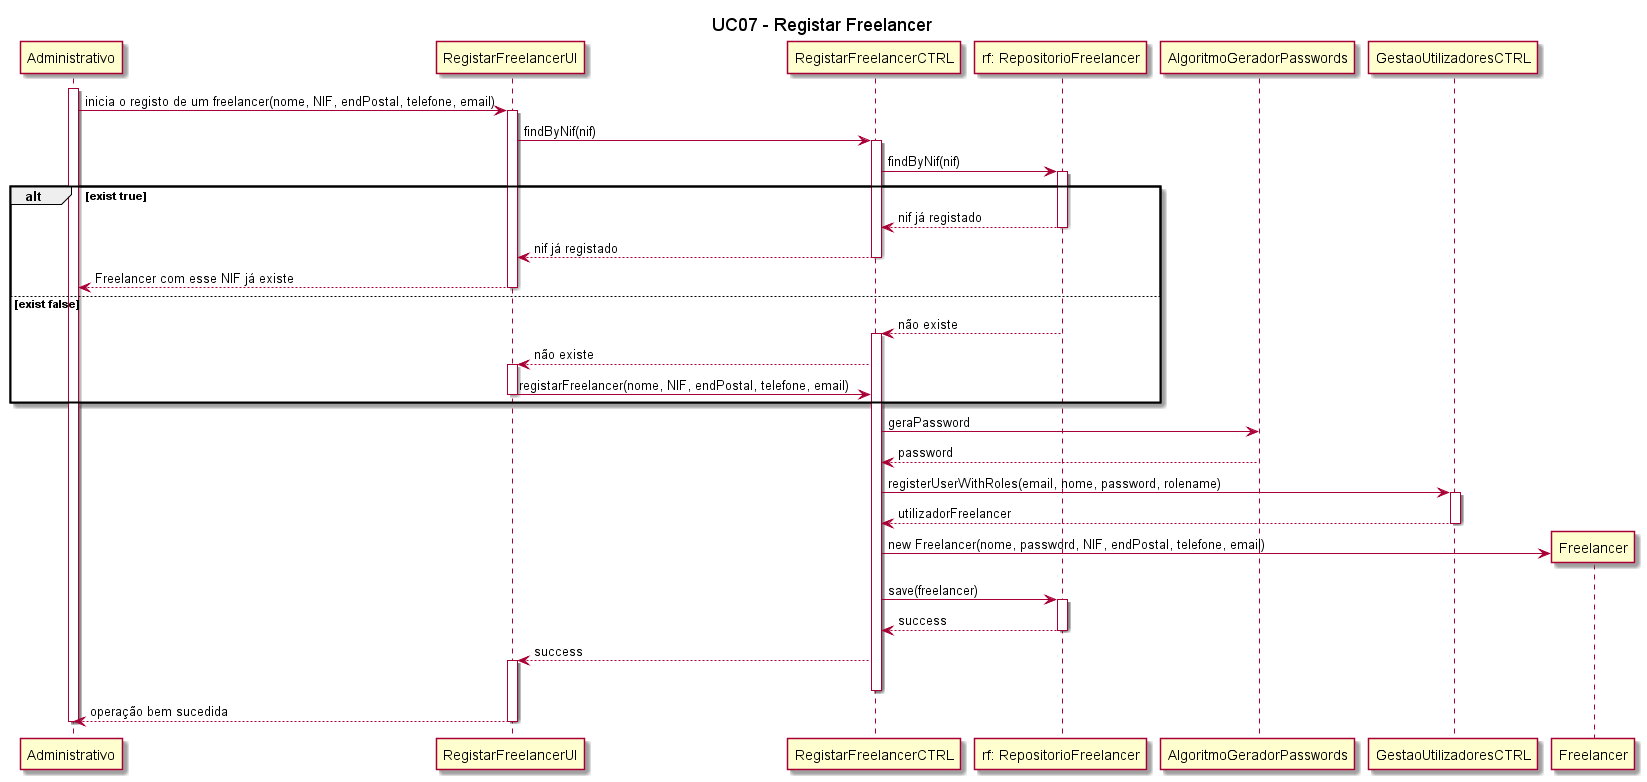 UC07 - Registar Freelancer
Administrativo
RegistarFreelancerUI
RegistarFreelancerCTRL
rf: RepositorioFreelancer
AlgoritmoGeradorPasswords
GestaoUtilizadoresCTRL
inicia o registo de um freelancer(nome, NIF, endPostal, telefone, email)
findByNif(nif)
findByNif(nif)
alt
[exist true]
nif já registado
nif já registado
Freelancer com esse NIF já existe
[exist false]
não existe
não existe
registarFreelancer(nome, NIF, endPostal, telefone, email)
geraPassword
password
registerUserWithRoles(email, nome, password, rolename)
utilizadorFreelancer
new Freelancer(nome, password, NIF, endPostal, telefone, email)
Freelancer
save(freelancer)
success
success
operação bem sucedida
Administrativo
RegistarFreelancerUI
RegistarFreelancerCTRL
rf: RepositorioFreelancer
AlgoritmoGeradorPasswords
GestaoUtilizadoresCTRL
Freelancer